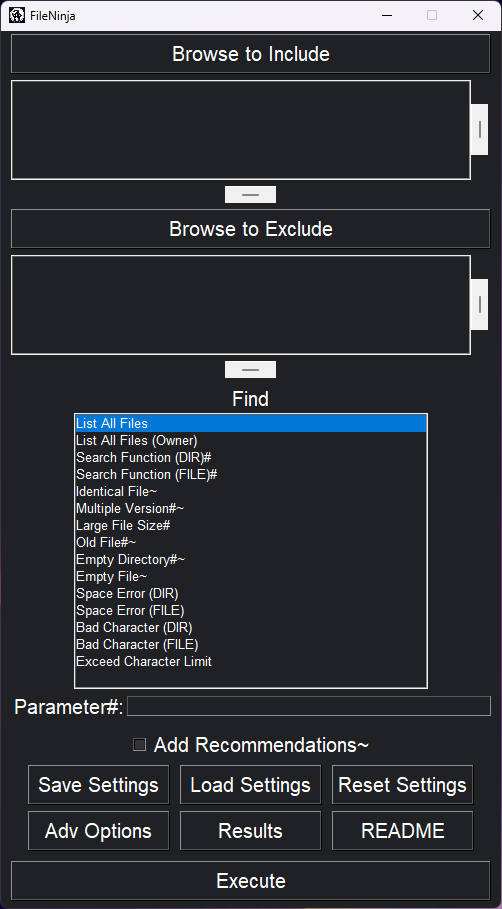 FileNinja
Browse to Include
Browse to Exclude
Find
List All Files
List All Files (Owner)
Search Function (DIR)#
Search Function (FILE)#
Identical File~
Multiple Version#~
Large File Size#
Old File#~
Empty Directory#~
Empty File~
Space Error (DIR)
Space Error (FILE)
Bad Character (DIR)
Bad Character (FILE)
Exceed Character Limit
Parameter#:
Add Recommendations~
Save Settings Load Settings Reset Settings
Adv Options Results README
Execute